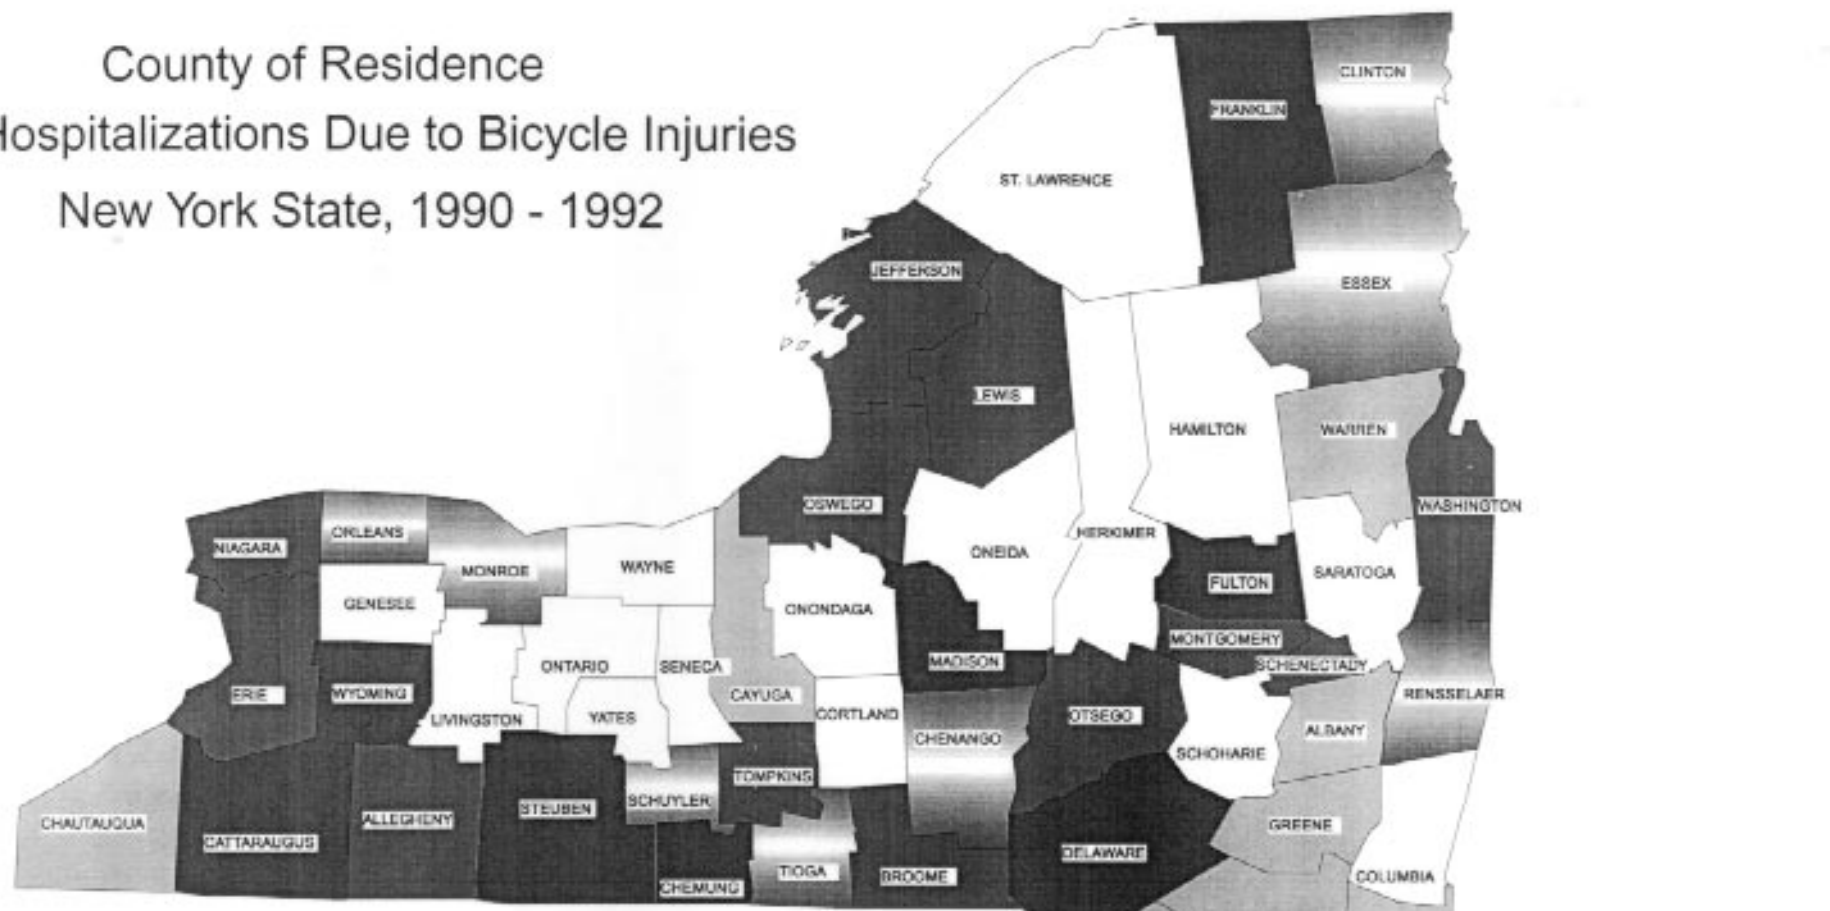 County of Residence
Hospitalizations Due to Bicycle Injuries
New York State, 1990 - 1992
CLINTON
FRANKLIN
ST. LAWRENCE
JEFFERSON
ESSEX
LEWIS
HAMILTON
WARREN
OSWEGO
WASHINGTON
ORLEANS
NIAGARA
ONEIDA
HERKIMER
MONROE
WAYNE
SARATOGA
FULTON
GENESEE
ONONDAGA
MONTGOMERY
ONTARIO
SENECA
MADISON
SCHENECTADY
ERIE
WYOMING
CAYUGA
RENSSELAER
LIVINGSTON
YATES
CORTLAND
OTSEGO
ALBANY
CHENANGO
SCHOHARIE
TOMPKINS
SCHUYLER
STEUBEN
CHAUTAUQUA
ALLEGHENY
GREENE
CATTARAUGUS
DELAWARE
TIOGA
BROOME
COLUMBIA
CHEMUNG